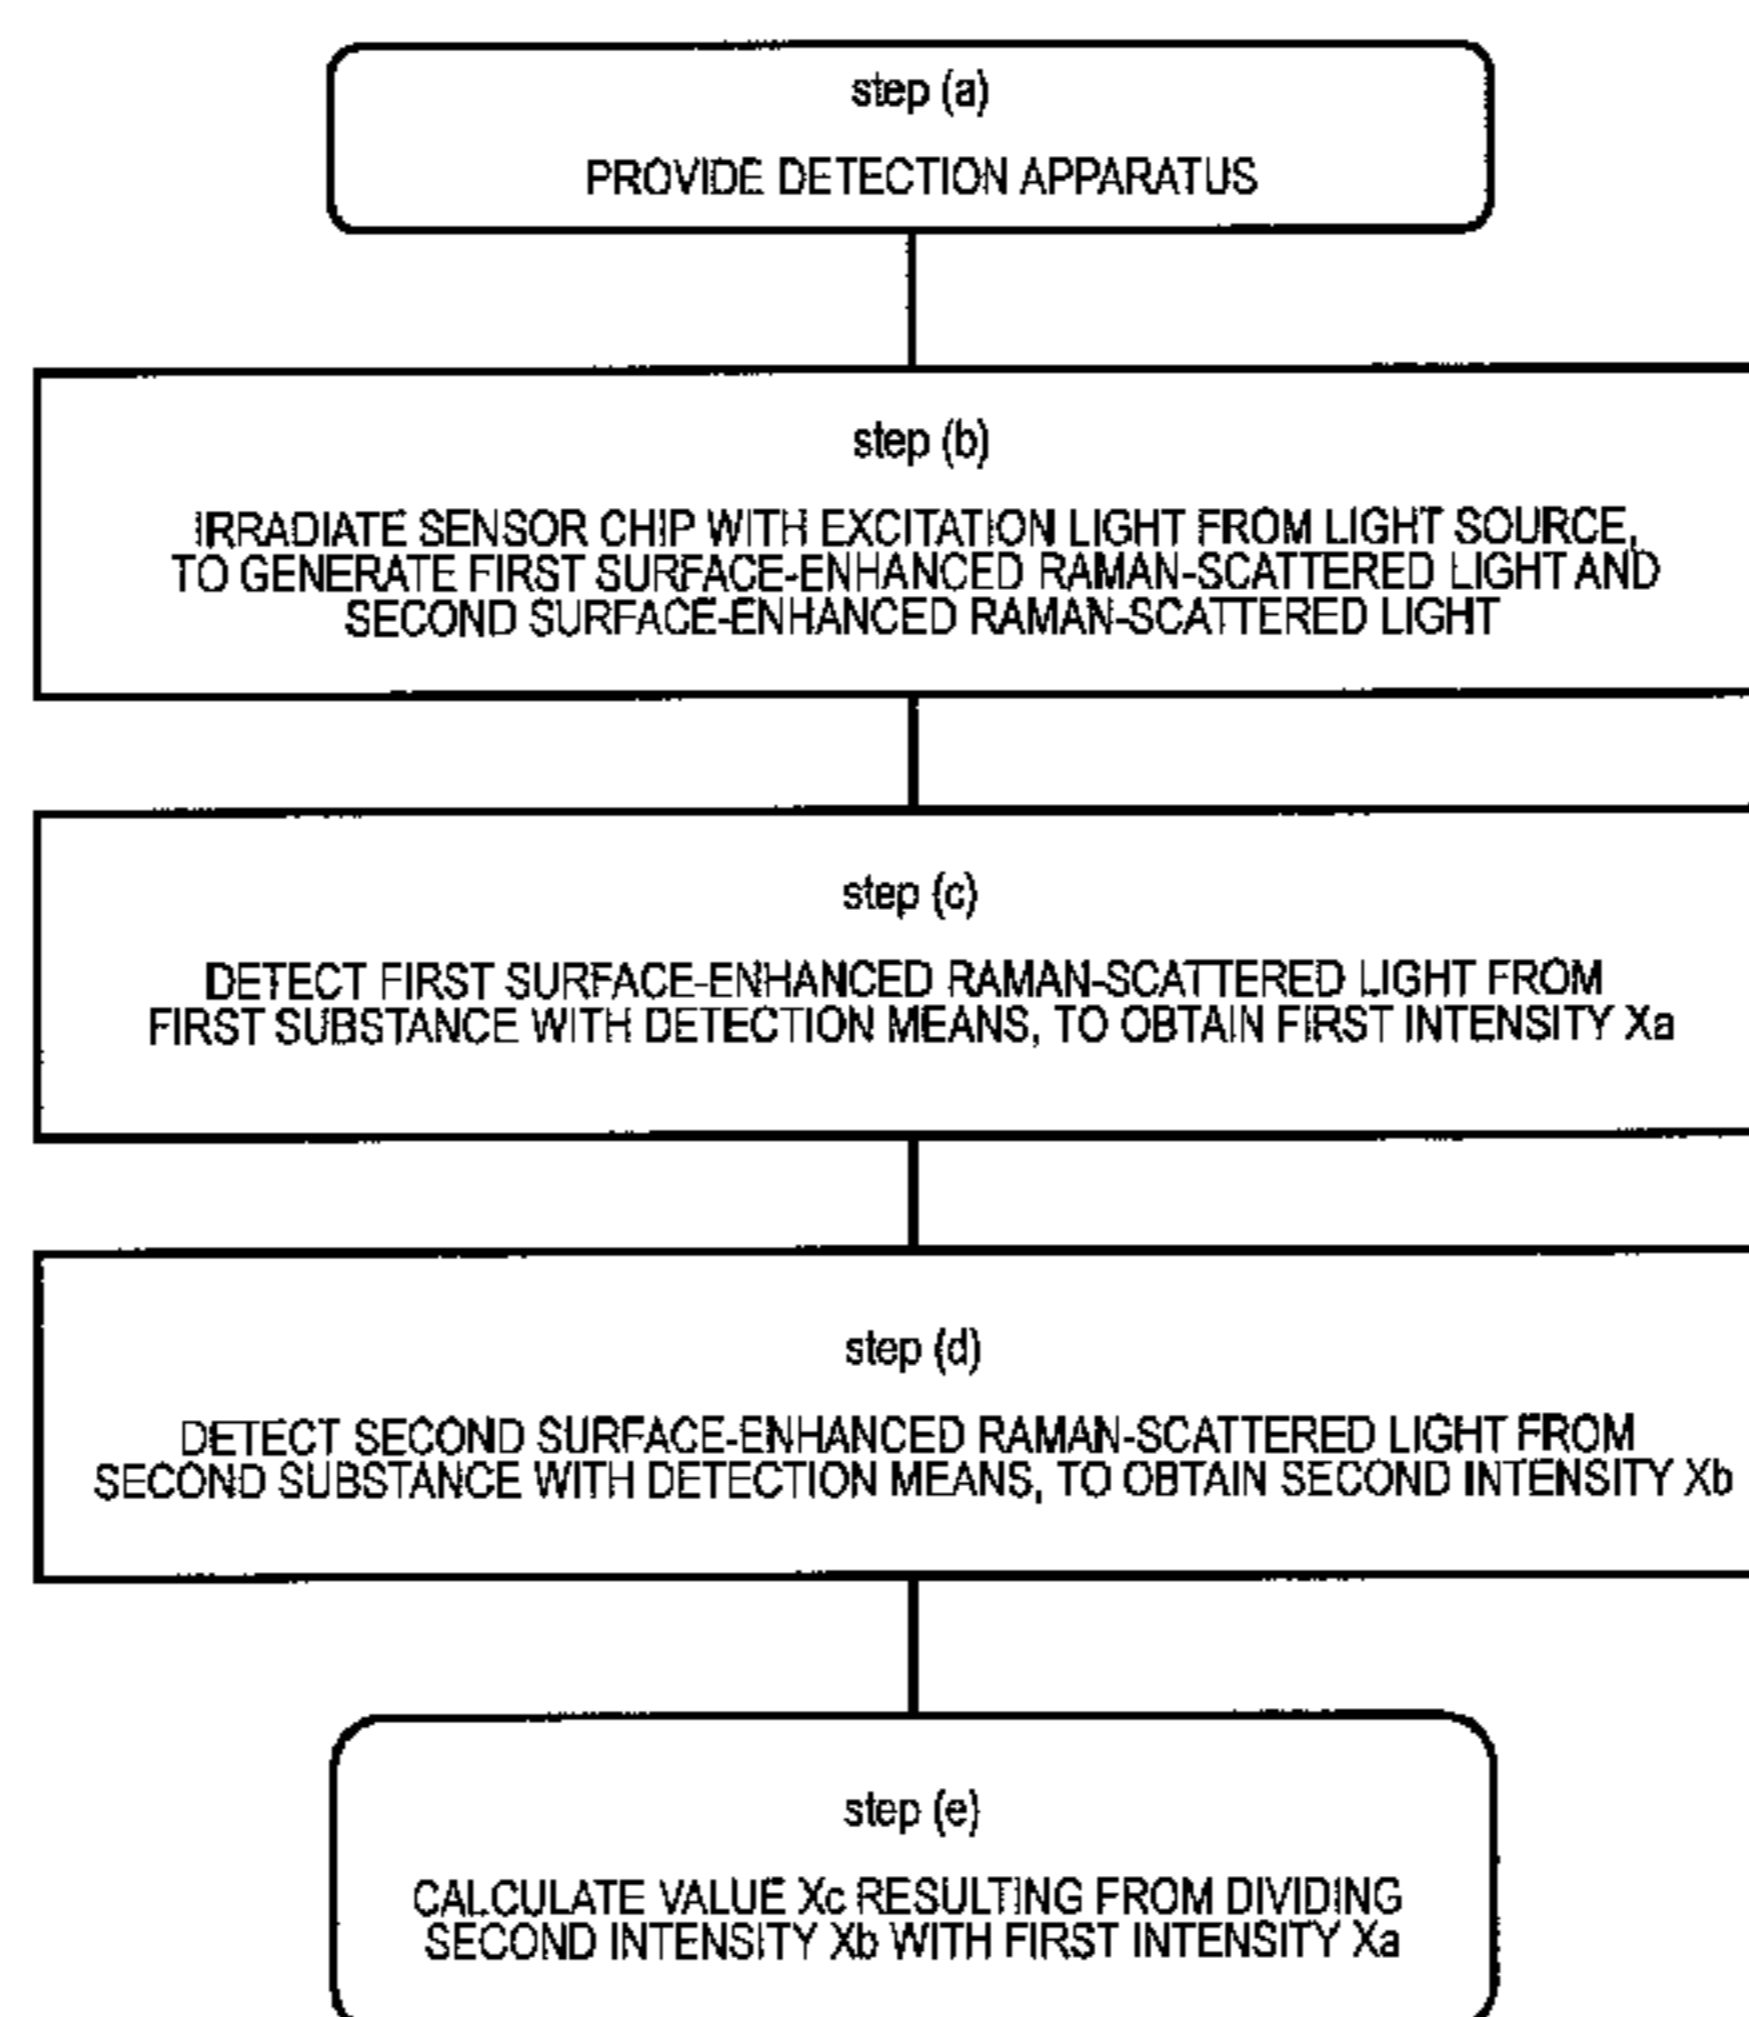 step (a)
PROVIDE DETECTION APPARATUS
step (b)
IRRADIATE SENSOR CHIP WITH EXCITATION LIGHT FROM LIGHT SOURCE,
TO GENERATE FIRST SURFACE-ENHANCED RAMAN-SCATTERED LIGHT AND
SECOND SURFACE-ENHANCED RAMAN-SCATTERED LIGHT
step (c)
DETECT FIRST SURFACE-ENHANCED RAMAN-SCATTERED LIGHT FROM
FIRST SUBSTANCE WITH DETECTION MEANS, TO OBTAIN FIRST INTENSITY Xa
step (d)
DETECT SECOND SURFACE-ENHANCED RAMAN-SCATTERED LIGHT FROM
SECOND SUBSTANCE WITH DETECTION MEANS, TO OBTAIN SECOND INTENSITY Xb
step (e)
CALCULATE VALUE Xc RESULTING FROM DIVIDING
SECOND INTENSITY Xb WITH FIRST INTENSITY Xa